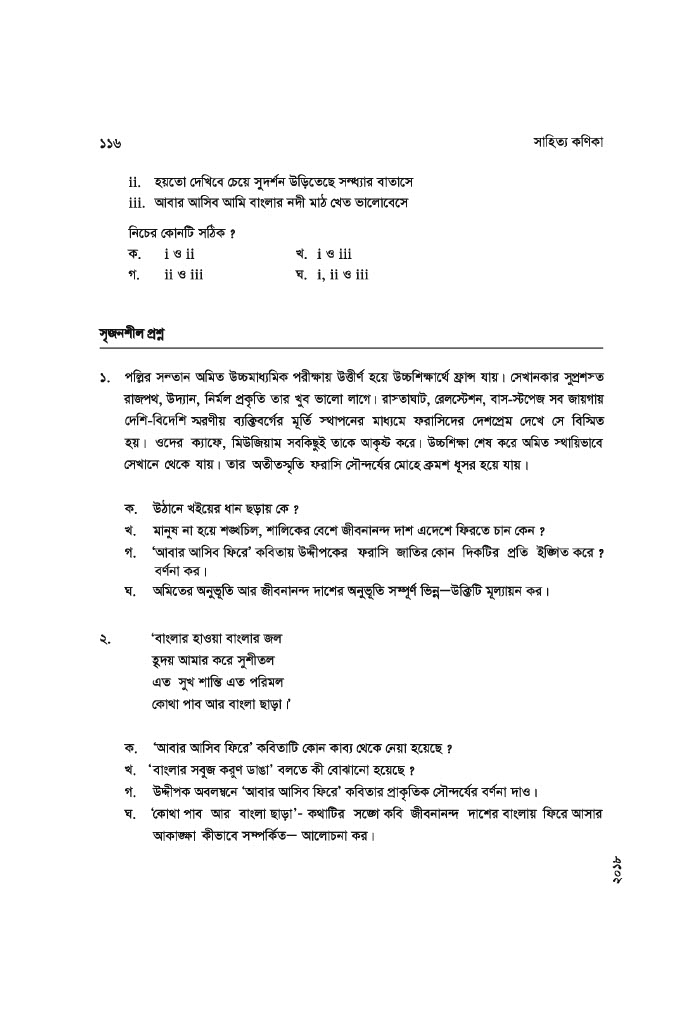 ১১৬ সাহিত্য কণিকা
ii. হয়তো দেখিবে চেয়ে সুদর্শন উড়িতেছে সন্ধ্যার বাতাসে
iii. আবার আসিব আমি বাংলার নদী মাঠ খেত ভালোবেসে
নিচের কোনটি সঠিক ?
ক. i ও ii খ. i ও iii
গ. ii ও iii ঘ. i, ii ও iii
সৃজনশীল প্রশ্ন
১. পল্লির সন্তান অমিত উচ্চমাধ্যমিক পরীক্ষায় উত্তীর্ণ হয়ে উচ্চশিক্ষার্থে ফ্রান্স যায়। সেখানকার সুপ্রশস্ত
রাজপথ, উদ্যান, নির্মল প্রকৃতি তার খুব ভালো লাগে। রাস্তাঘাট, রেলস্টেশন, বাস-স্টপেজ সব জায়গায়
দেশি-বিদেশি স্মরণীয় ব্যক্তিবর্গের মূর্তি স্থাপনের মাধ্যমে ফরাসিদের দেশপ্রেম দেখে সে বিস্মিত
হয়। ওদের ক্যাফে, মিউজিয়াম সবকিছুই তাকে আকৃষ্ট করে। উচ্চশিক্ষা শেষ করে অমিত স্থায়িভাবে
সেখানে থেকে যায়। তার অতীতস্মৃতি ফরাসি সৌন্দর্যের মোহে ক্রমশ ধূসর হয়ে যায়।
ক. উঠানে খইয়ের ধান ছড়ায় কে ?
খ. মানুষ না হয়ে শঙ্খচিল, শালিকের বেশে জীবনানন্দ দাশ এদেশে ফিরতে চান কেন ?
গ. ‘আবার আসিব ফিরে’ কবিতায় উদ্দীপকের ফরাসি জাতির কোন দিকটির প্রতি ইঙ্গিত করে ?
বর্ণনা কর।
ঘ. অমিতের অনুভূতি আর জীবনানন্দ দাশের অনুভূতি সম্পূর্ণ ভিন্ন—উক্তিটি মূল্যায়ন কর।
২. ‘বাংলার হাওয়া বাংলার জল
হৃদয় আমার করে সুশীতল
এত সুখ শান্তি এত পরিমল
কোথা পাব আর বাংলা ছাড়া।’
ক. ‘আবার আসিব ফিরে’ কবিতাটি কোন কাব্য থেকে নেয়া হয়েছে ?
খ. ‘বাংলার সবুজ করুণ ডাঙা’ বলতে কী বোঝানো হয়েছে ?
গ. উদ্দীপক অবলম্বনে ‘আবার আসিব ফিরে’ কবিতার প্রাকৃতিক সৌন্দর্যের বর্ণনা দাও।
ঘ. ‘কোথা পাব আর বাংলা ছাড়া’- কথাটির সঙ্গে কবি জীবনানন্দ দাশের বাংলায় ফিরে আসার
আকাঙ্ক্ষা কীভাবে সম্পর্কিত— আলোচনা কর।
২০১৮